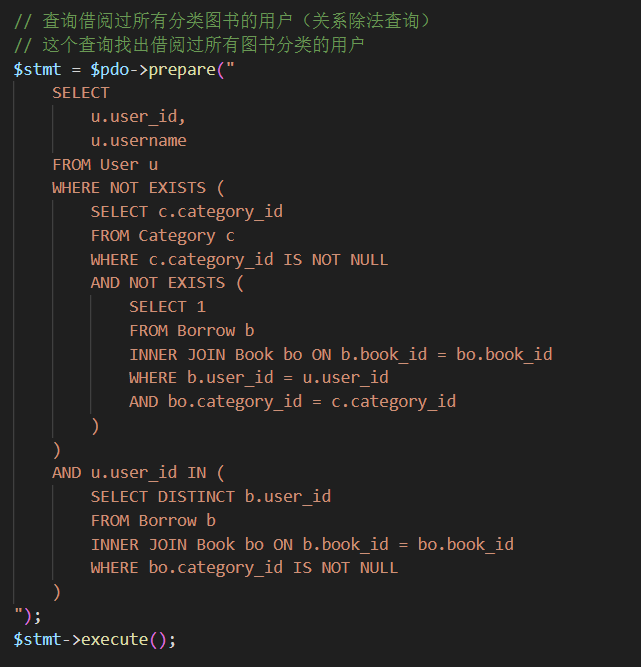 // 查询借阅过所有分类图书的用户（关系除法查询）
// 这个查询找出借阅过所有图书分类的用户
$stmt = $pdo->prepare("
    SELECT
        u.user_id,
        u.username
    FROM User u
    WHERE NOT EXISTS (
        SELECT c.category_id
        FROM Category c
        WHERE c.category_id IS NOT NULL
        AND NOT EXISTS (
            SELECT 1
            FROM Borrow b
            INNER JOIN Book bo ON b.book_id = bo.book_id
            WHERE b.user_id = u.user_id
            AND bo.category_id = c.category_id
        )
    )
    AND u.user_id IN (
        SELECT DISTINCT b.user_id
        FROM Borrow b
        INNER JOIN Book bo ON b.book_id = bo.book_id
        WHERE bo.category_id IS NOT NULL
    )
");
$stmt->execute();